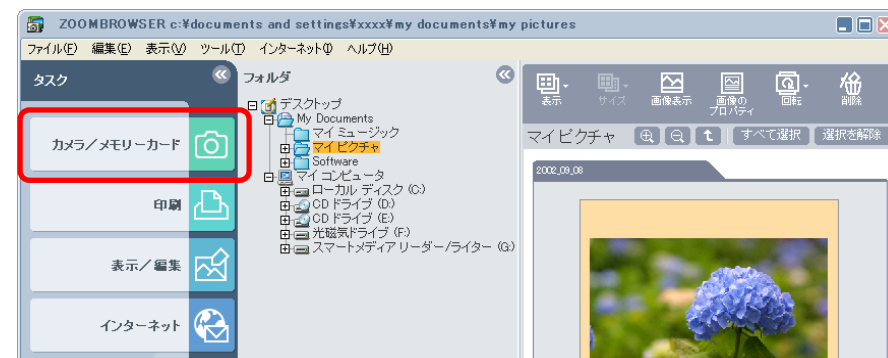 ZOOMBROWSER c:¥documents and settings¥xxxx¥my documents¥my pictures
ファイル(F) 編集(E) 表示(V) ツール(T) インターネット(I) ヘルプ(H)
タスク
カメラ/メモリーカード
印刷
表示/編集
インターネット
フォルダ
デスクトップ
My Documents
マイ ミュージック
マイ ピクチャ
Software
マイ コンピュータ
ローカル ディスク (C:)
CD ドライブ (D:)
CD ドライブ (E:)
光磁気ドライブ (F:)
スマートメディア リーダー/ライター (G:)
表示 サイズ 画像表示 画像の プロパティ 回転 削除
マイ ピクチャ すべて選択 選択を解除
2002_09_08